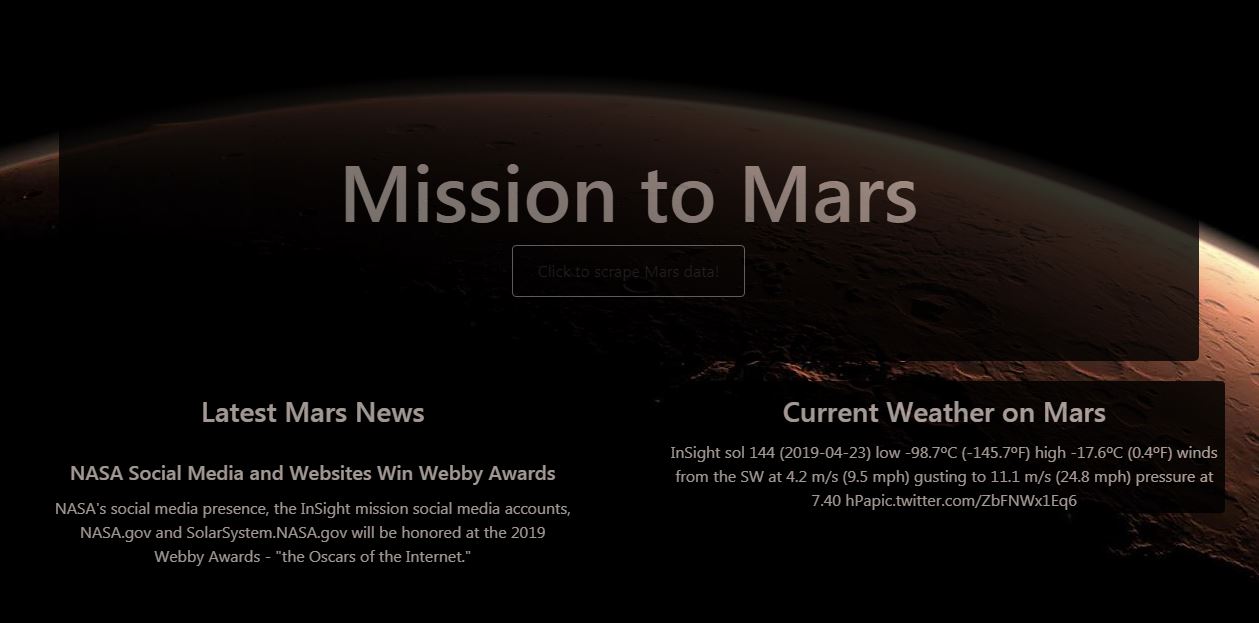 Mission to Mars
Click to scrape Mars data!
Latest Mars News
NASA Social Media and Websites Win Webby Awards
NASA's social media presence, the InSight mission social media accounts,
NASA.gov and SolarSystem.NASA.gov will be honored at the 2019
Webby Awards - "the Oscars of the Internet."
Current Weather on Mars
InSight sol 144 (2019-04-23) low -98.7ºC (-145.7ºF) high -17.6ºC (0.4ºF) winds
from the SW at 4.2 m/s (9.5 mph) gusting to 11.1 m/s (24.8 mph) pressure at
7.40 hPapic.twitter.com/ZbFNWx1Eq6